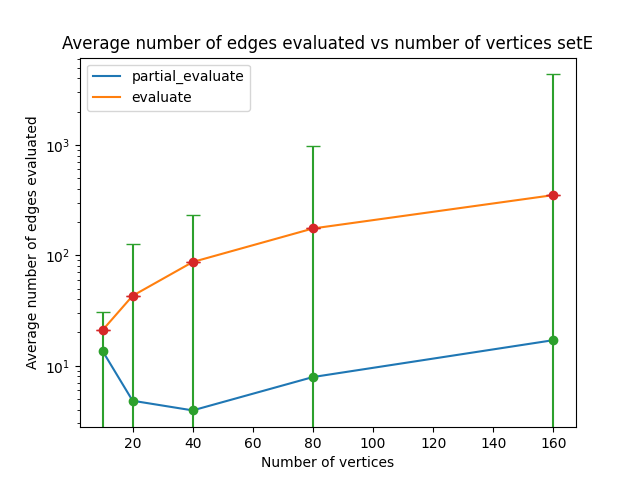 Average number of edges evaluated vs number of vertices setE
partial_evaluate
evaluate
Average number of edges evaluated
10³
10²
10¹
20
40
60
80
100
120
140
160
Number of vertices